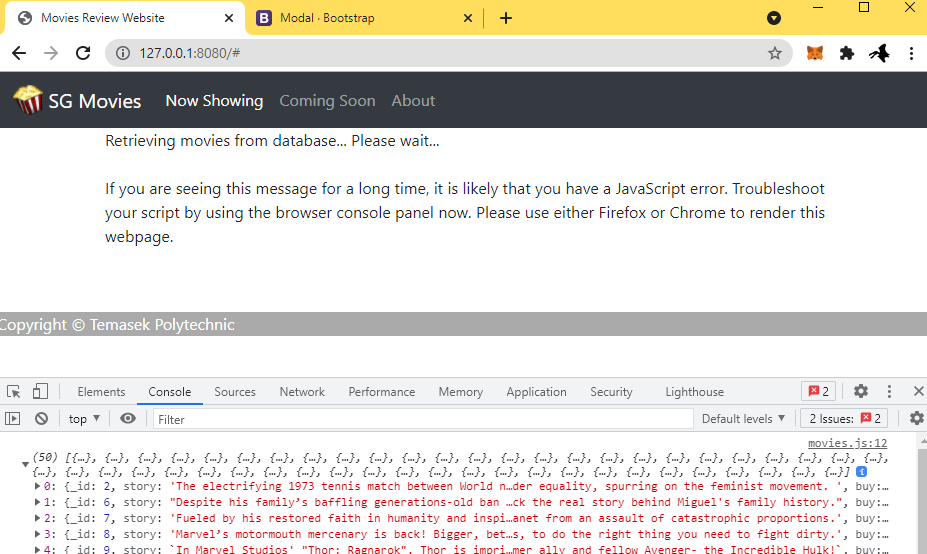 Movies Review Website
Modal · Bootstrap
127.0.0.1:8080/#
SG Movies Now Showing Coming Soon About
Retrieving movies from database... Please wait...
If you are seeing this message for a long time, it is likely that you have a JavaScript error. Troubleshoot
your script by using the browser console panel now. Please use either Firefox or Chrome to render this
webpage.
Copyright © Temasek Polytechnic
Elements Console Sources Network Performance Memory Application Security Lighthouse 2
top Filter Default levels 2 Issues: 2
movies.js:12
(50) [{…}, {…}, {…}, {…}, {…}, {…}, {…}, {…}, {…}, {…}, {…}, {…}, {…}, {…}, {…}, {…}, {…}, {…}, {…}, {…}, {…}, {…}, {…}, {…}, {…},
{…}, {…}, {…}, {…}, {…}, {…}, {…}, {…}, {…}, {…}, {…}, {…}, {…}, {…}, {…}, {…}, {…}, {…}, {…}, {…}, {…}, {…}, {…}, {…}, {…}]
0: {_id: 2, story: 'The electrifying 1973 tennis match between World n…der equality, spurring on the feminist movement. ', buy:…
1: {_id: 6, story: "Despite his family’s baffling generations-old ban …ck the real story behind Miguel's family history.", buy:…
2: {_id: 7, story: 'Fueled by his restored faith in humanity and inspi…anet from an assault of catastrophic proportions.', buy:…
3: {_id: 8, story: 'Marvel’s motormouth mercenary is back! Bigger, bet…s, to do the right thing you need to fight dirty.', buy:…
4: {_id: 9, story: `In Marvel Studios' "Thor: Ragnarok", Thor is impri…mer ally and fellow Avenger- the Incredible Hulk!`, buy:…